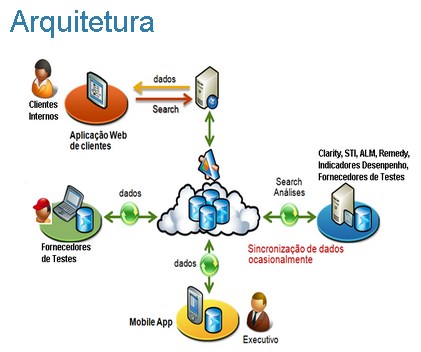 Arquitetura
Clientes
Internos
dados
Search
Aplicação Web
de clientes
Clarity, STI, ALM, Remedy,
Indicadores Desenpenho,
Fornecedores de Testes
dados
Search
Análises
Fornecedores
de Testes
Sincronização de dados
ocasionalmente
dados
Mobile App
Executivo